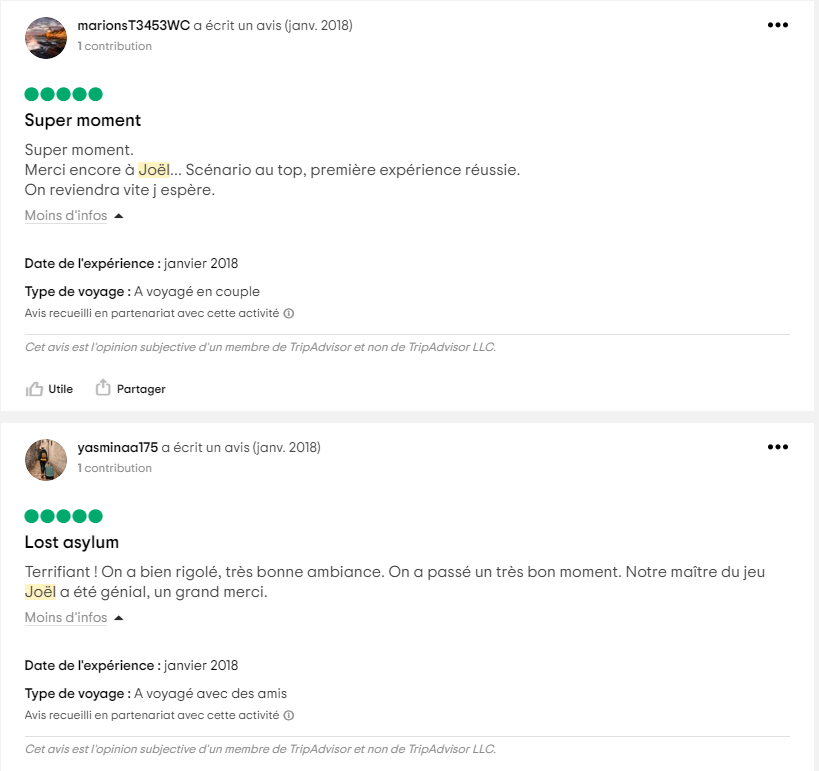 marionsT3453WC a écrit un avis (janv. 2018)
1 contribution
Super moment
Super moment.
Merci encore à Joël... Scénario au top, première expérience réussie.
On reviendra vite j espère.
Moins d'infos
Date de l'expérience : janvier 2018
Type de voyage : A voyagé en couple
Avis recueilli en partenariat avec cette activité
Cet avis est l'opinion subjective d'un membre de TripAdvisor et non de TripAdvisor LLC.
Utile Partager
yasminaa175 a écrit un avis (janv. 2018)
1 contribution
Lost asylum
Terrifiant ! On a bien rigolé, très bonne ambiance. On a passé un très bon moment. Notre maître du jeu
Joël a été génial, un grand merci.
Moins d'infos
Date de l'expérience : janvier 2018
Type de voyage : A voyagé avec des amis
Avis recueilli en partenariat avec cette activité
Cet avis est l'opinion subjective d'un membre de TripAdvisor et non de TripAdvisor LLC.